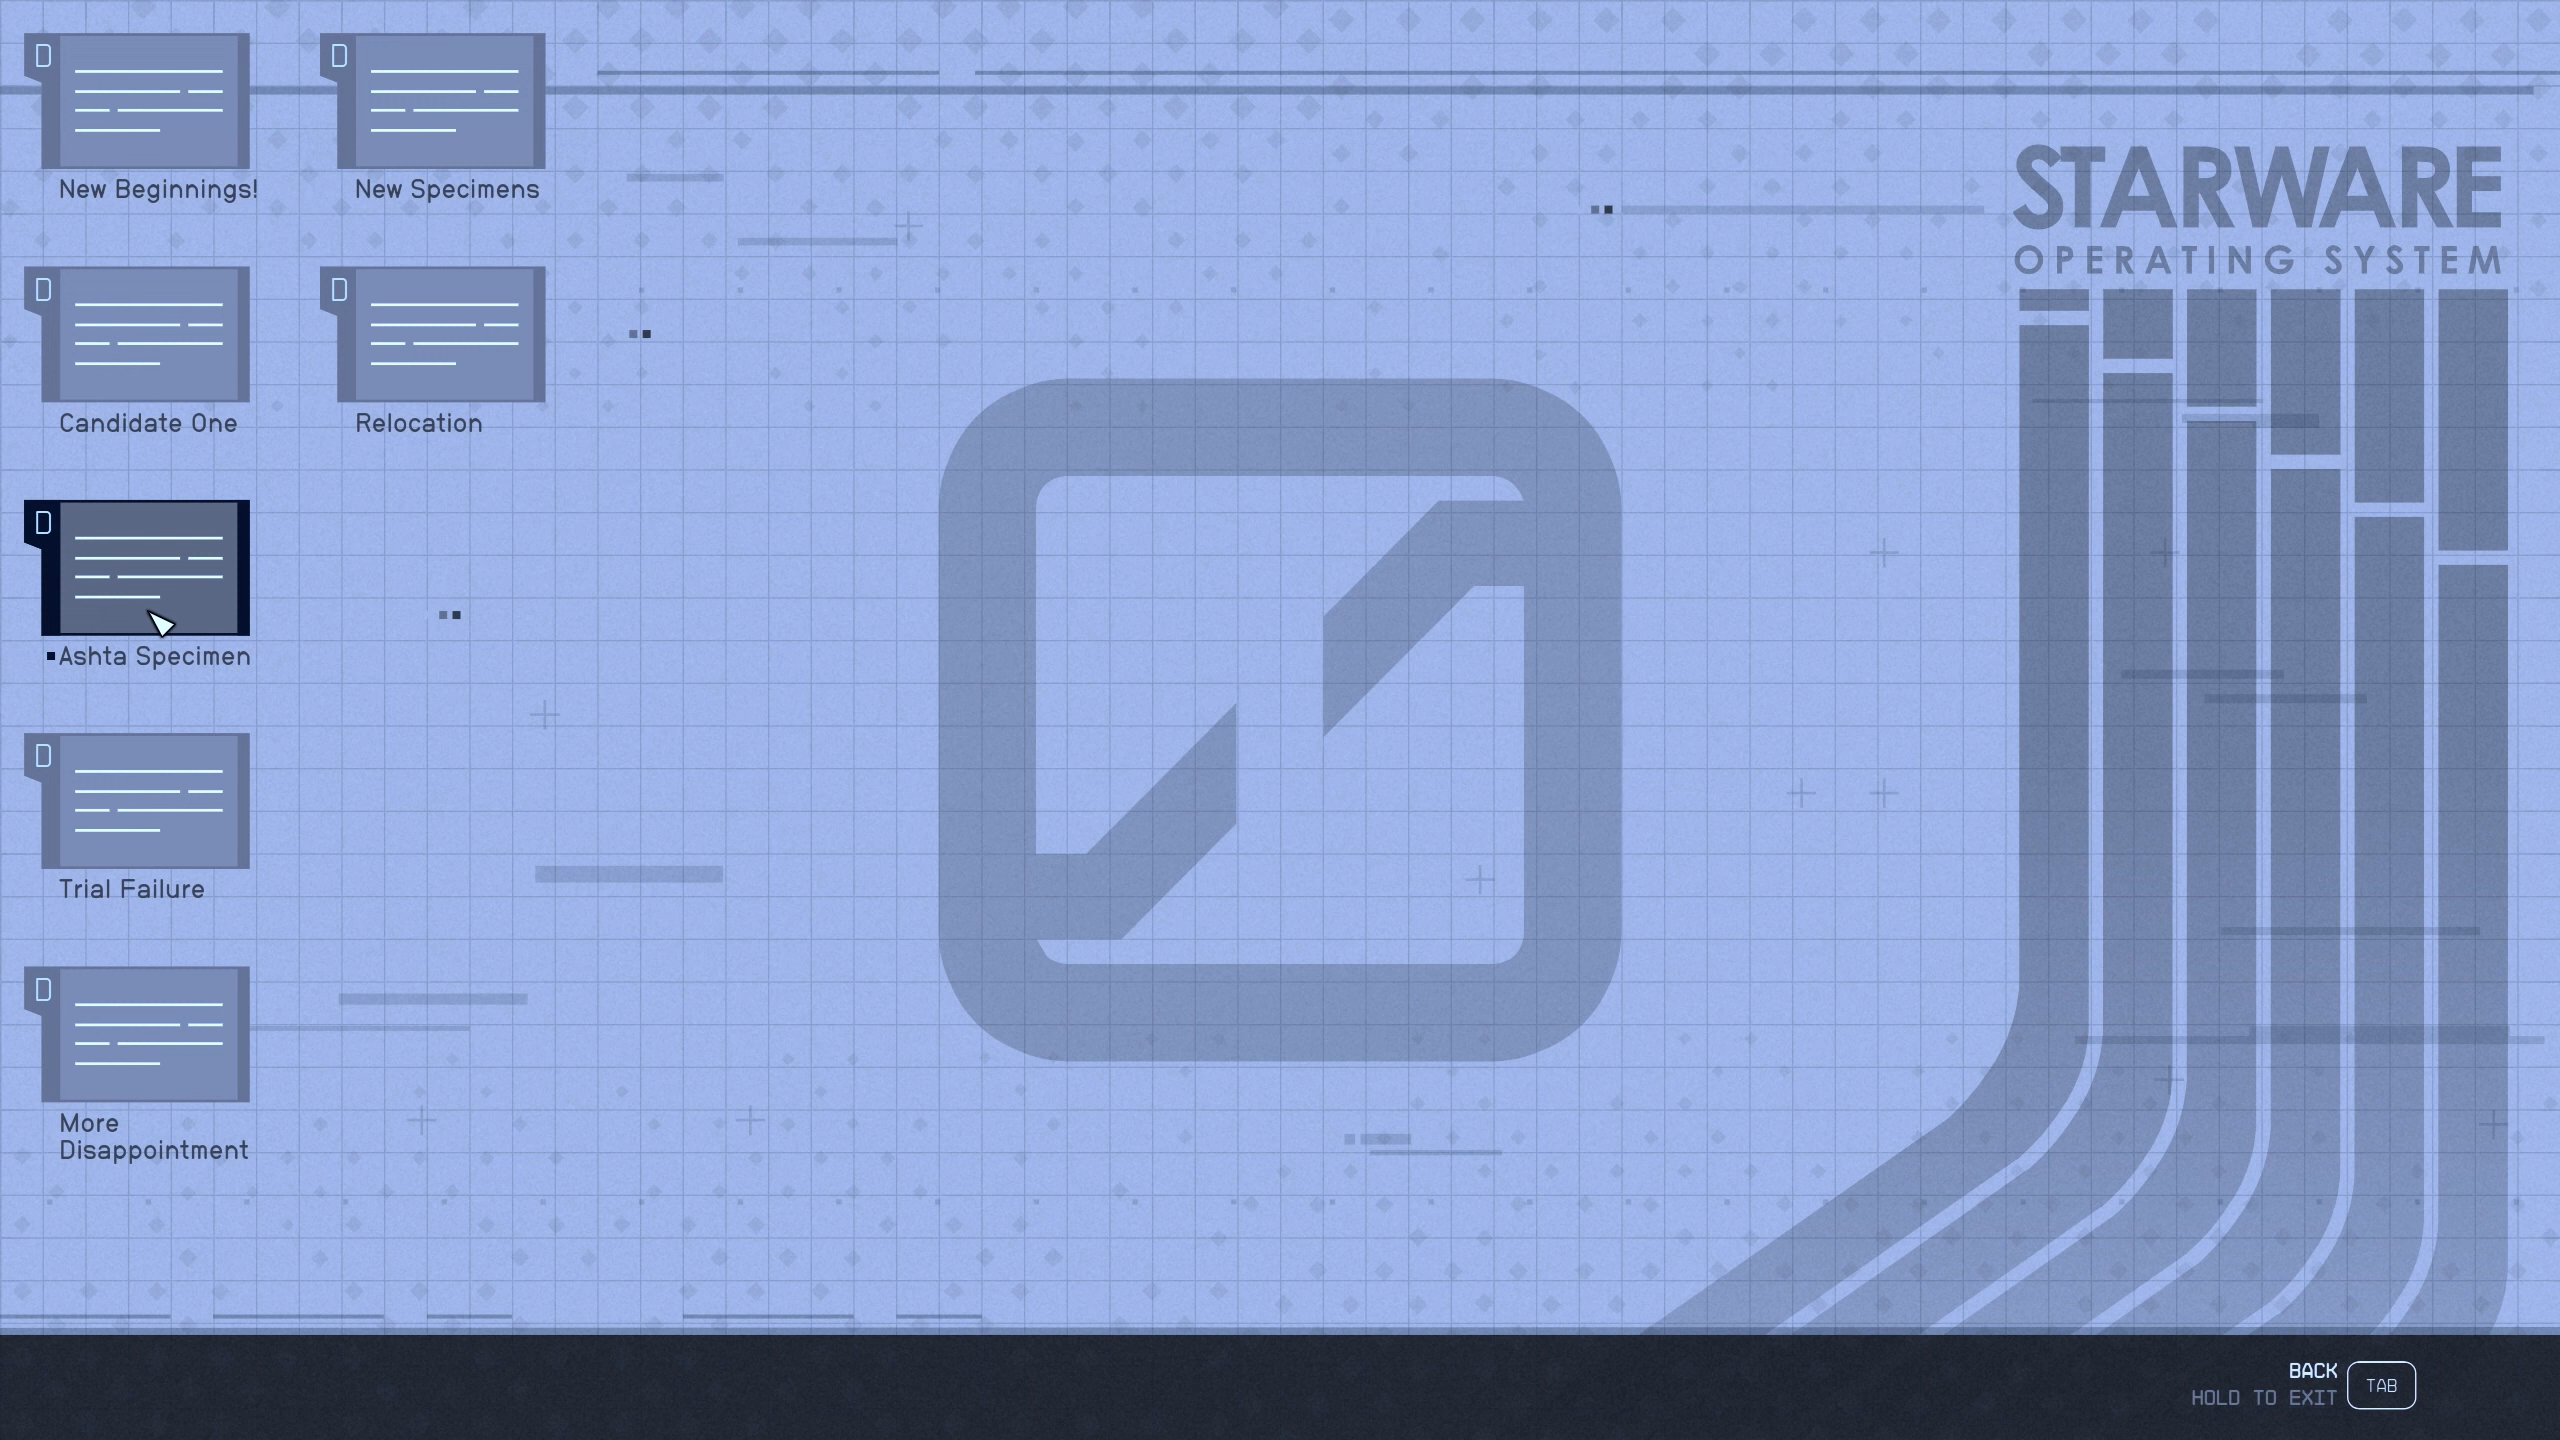 New Beginnings!
New Specimens
Candidate One
Relocation
Ashta Specimen
Trial Failure
More
Disappointment
STARWARE
OPERATING SYSTEM
BACK
HOLD TO EXIT
TAB